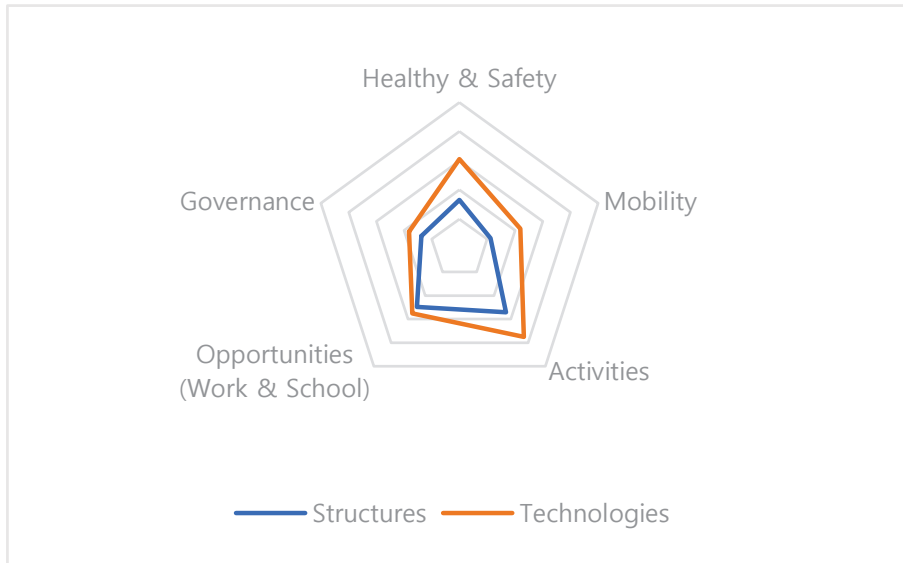 Healthy & Safety
Governance
Mobility
Opportunities
(Work & School)
Activities
Structures
Technologies